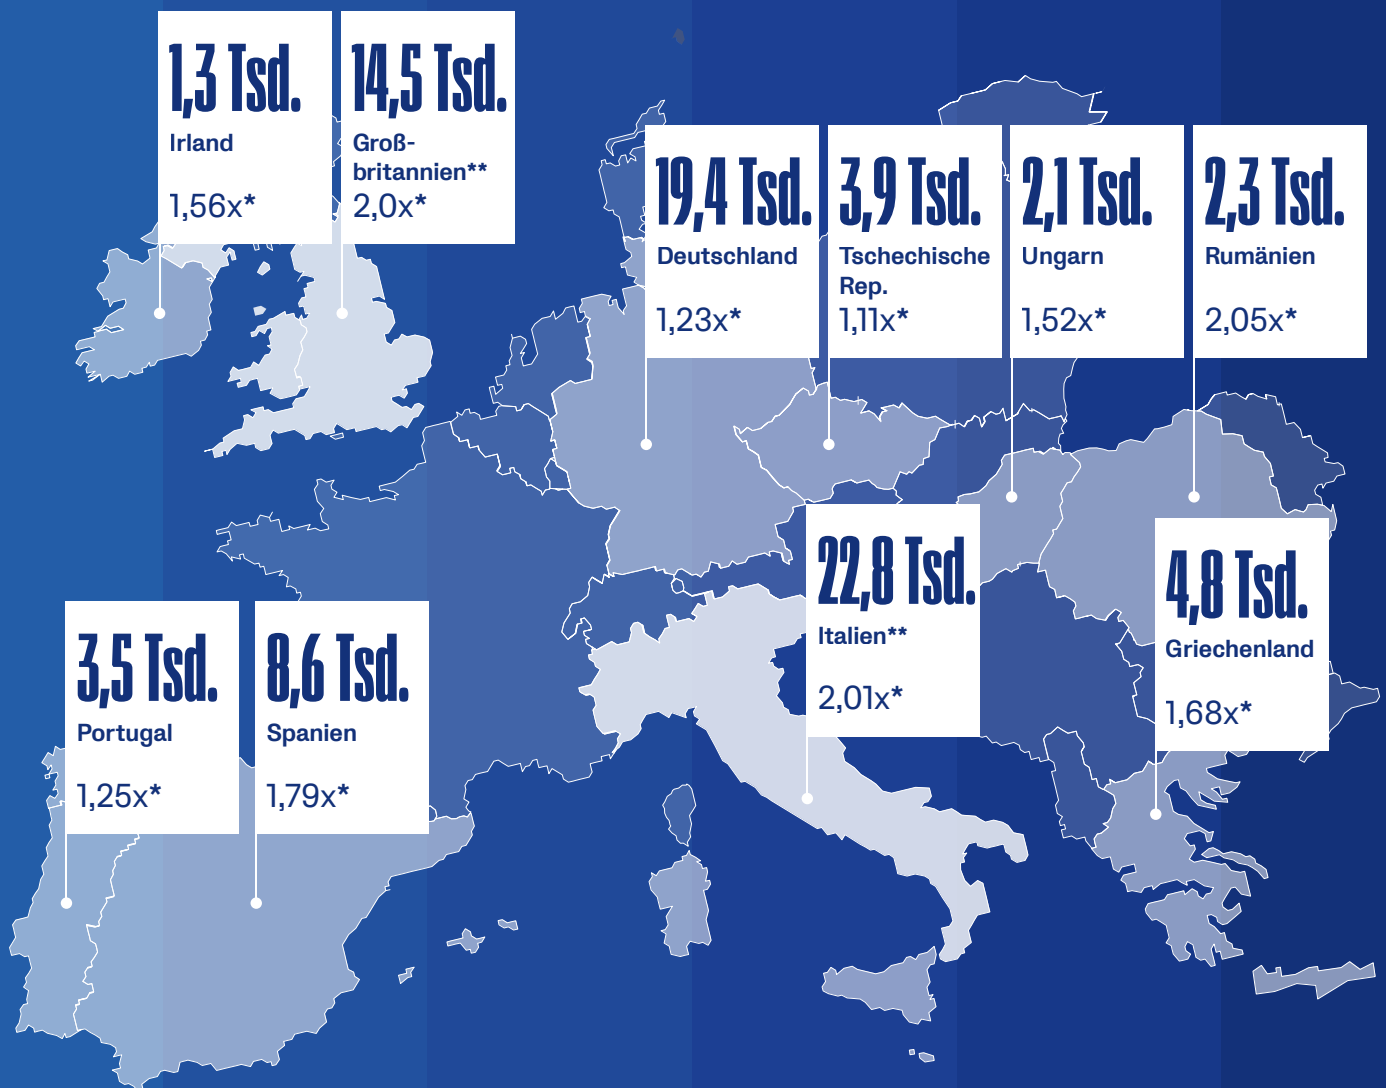 1,3 Tsd.
Irland
1,56x*
14,5 Tsd.
Groß-
britannien**
2,0x*
19,4 Tsd.
Deutschland
1,23x*
3,9 Tsd.
Tschechische
Rep.
1,11x*
2,1 Tsd.
Ungarn
1,52x*
2,3 Tsd.
Rumänien
2,05x*
22,8 Tsd.
Italien**
2,01x*
4,8 Tsd.
Griechenland
1,68x*
3,5 Tsd.
Portugal
1,25x*
8,6 Tsd.
Spanien
1,79x*